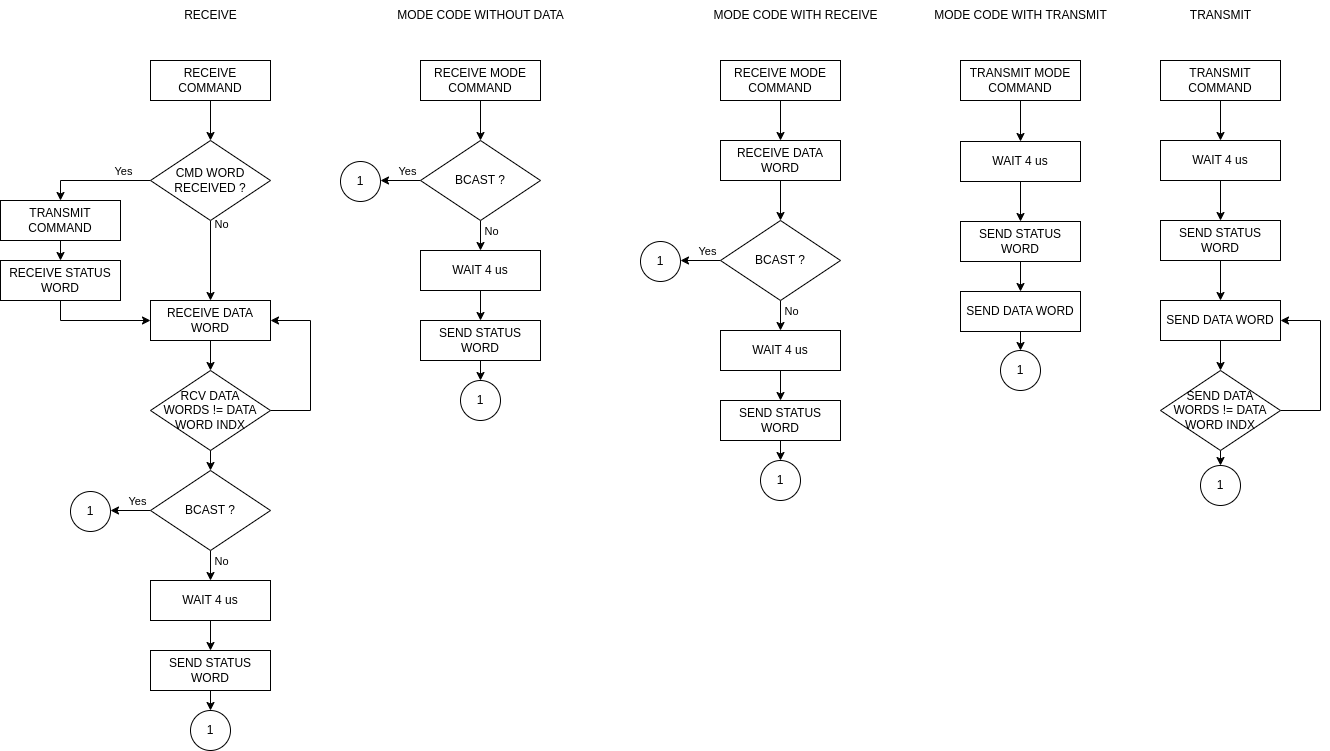 RECEIVE
MODE CODE WITHOUT DATA
MODE CODE WITH RECEIVE
MODE CODE WITH TRANSMIT
TRANSMIT
RECEIVE
COMMAND
CMD WORD
RECEIVED ?
Yes
No
TRANSMIT
COMMAND
RECEIVE STATUS
WORD
RECEIVE DATA
WORD
RCV DATA
WORDS != DATA
WORD INDX
BCAST ?
Yes
1
No
WAIT 4 us
SEND STATUS
WORD
1
RECEIVE MODE
COMMAND
BCAST ?
Yes
1
No
WAIT 4 us
SEND STATUS
WORD
1
RECEIVE MODE
COMMAND
RECEIVE DATA
WORD
BCAST ?
Yes
1
No
WAIT 4 us
SEND STATUS
WORD
1
TRANSMIT MODE
COMMAND
WAIT 4 us
SEND STATUS
WORD
SEND DATA WORD
1
TRANSMIT
COMMAND
WAIT 4 us
SEND STATUS
WORD
SEND DATA WORD
SEND DATA
WORDS != DATA
WORD INDX
1